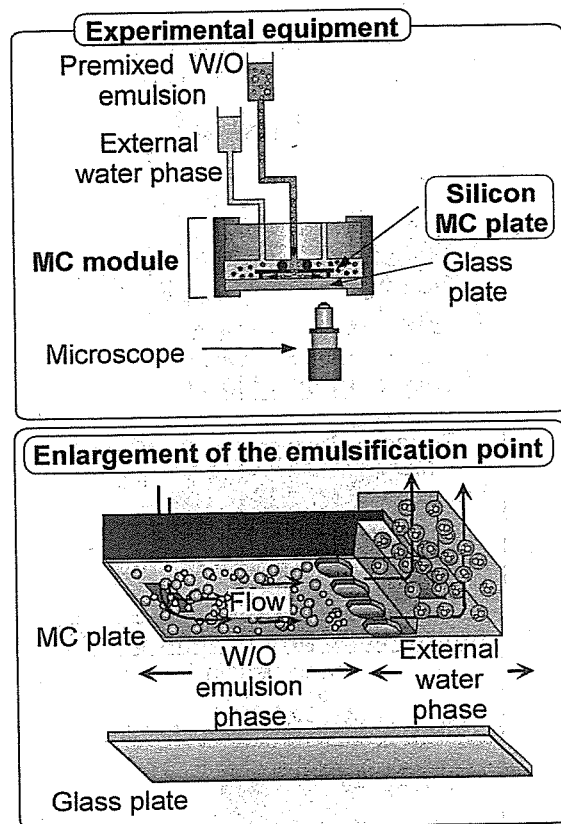 Experimental equipment
Premixed W/O
emulsion
External
water phase
Silicon
MC plate
MC module
Glass
plate
Microscope
Enlargement of the emulsification point
Flow
MC plate
W/O
emulsion
phase
External
water
phase
Glass plate